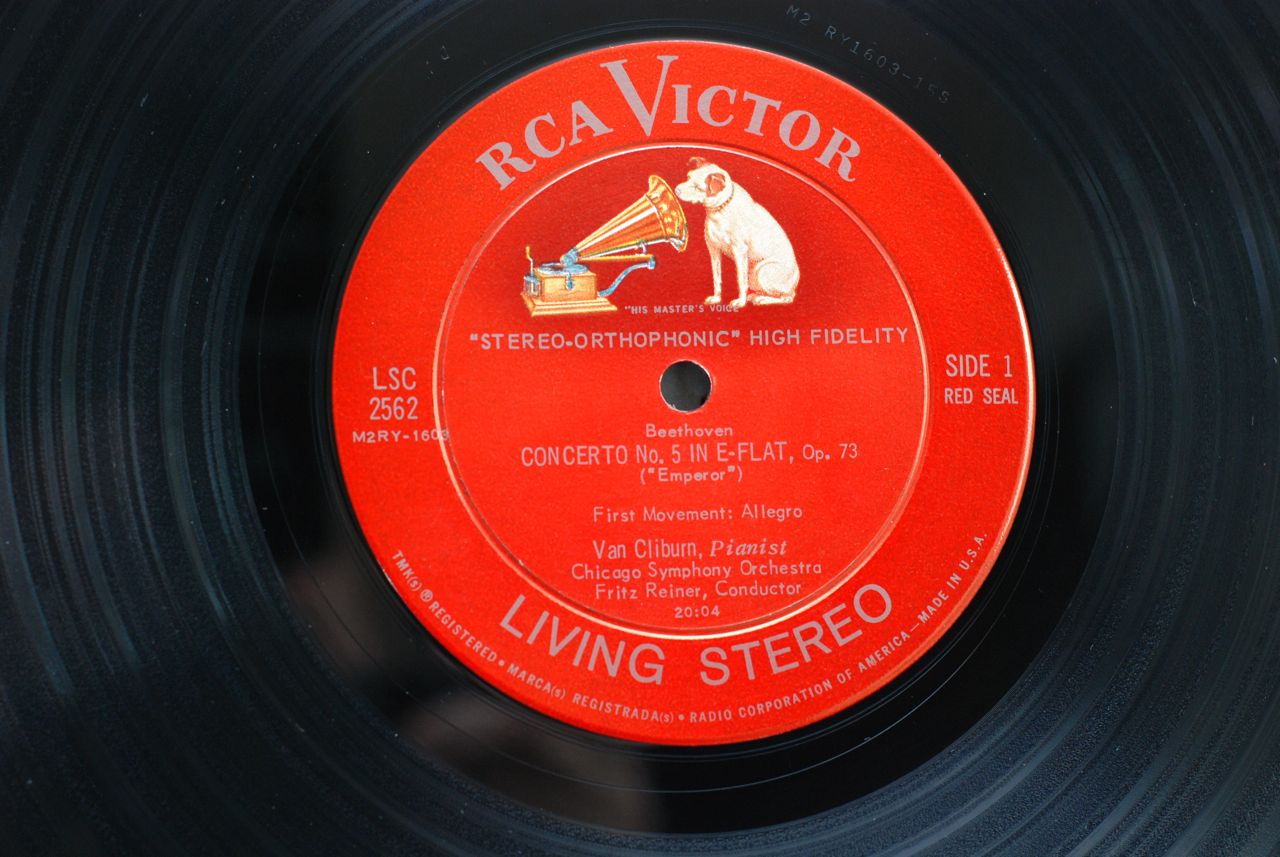 M2 RY1603-15S
RCA VICTOR
"HIS MASTER'S VOICE"
"STEREO-ORTHOPHONIC" HIGH FIDELITY
LSC
2562
M2RY-1603
SIDE 1
RED SEAL
Beethoven
CONCERTO No. 5 IN E-FLAT, Op. 73
("Emperor")
First Movement: Allegro
Van Cliburn, Pianist
Chicago Symphony Orchestra
Fritz Reiner, Conductor
20:04
LIVING STEREO
TMK(s) ® REGISTERED • MARCA(s) REGISTRADA(s) • RADIO CORPORATION OF AMERICA—MADE IN U.S.A.